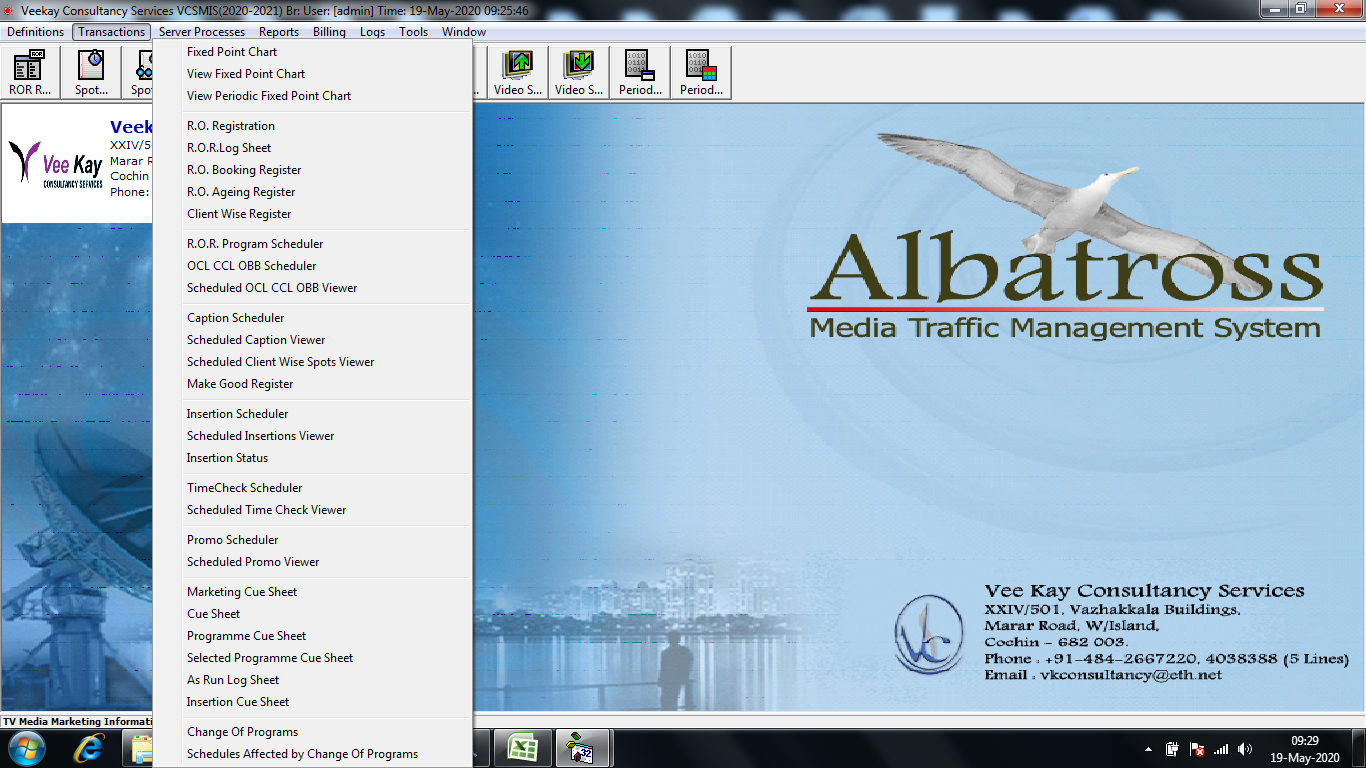 Veekay Consultancy Services VCSMIS(2020-2021) Br: User: [admin] Time: 19-May-2020 09:25:46
Definitions Transactions Server Processes Reports Billing Logs Tools Window
ROR R... Spot... Spo ... Video S... Video S... Period... Period...
Fixed Point Chart
View Fixed Point Chart
View Periodic Fixed Point Chart
R.O. Registration
R.O.R.Log Sheet
R.O. Booking Register
R.O. Ageing Register
Client Wise Register
R.O.R. Program Scheduler
OCL CCL OBB Scheduler
Scheduled OCL CCL OBB Viewer
Caption Scheduler
Scheduled Caption Viewer
Scheduled Client Wise Spots Viewer
Make Good Register
Insertion Scheduler
Scheduled Insertions Viewer
Insertion Status
TimeCheck Scheduler
Scheduled Time Check Viewer
Promo Scheduler
Scheduled Promo Viewer
Marketing Cue Sheet
Cue Sheet
Programme Cue Sheet
Selected Programme Cue Sheet
As Run Log Sheet
Insertion Cue Sheet
Change Of Programs
Schedules Affected by Change Of Programs
Vee Kay
CONSULTANCY SERVICES
Veek
XXIV/50
Marar R
Cochin
Phone:
Albatross
Media Traffic Management System
Vee Kay Consultancy Services
XXIV/501, Vazhakkala Buildings,
Marar Road, W/Island,
Cochin - 682 003.
Phone : +91-484-2667220, 4038388 (5 Lines)
Email : vkconsultancy@eth.net
TV Media Marketing Informati
09:29
19-May-2020